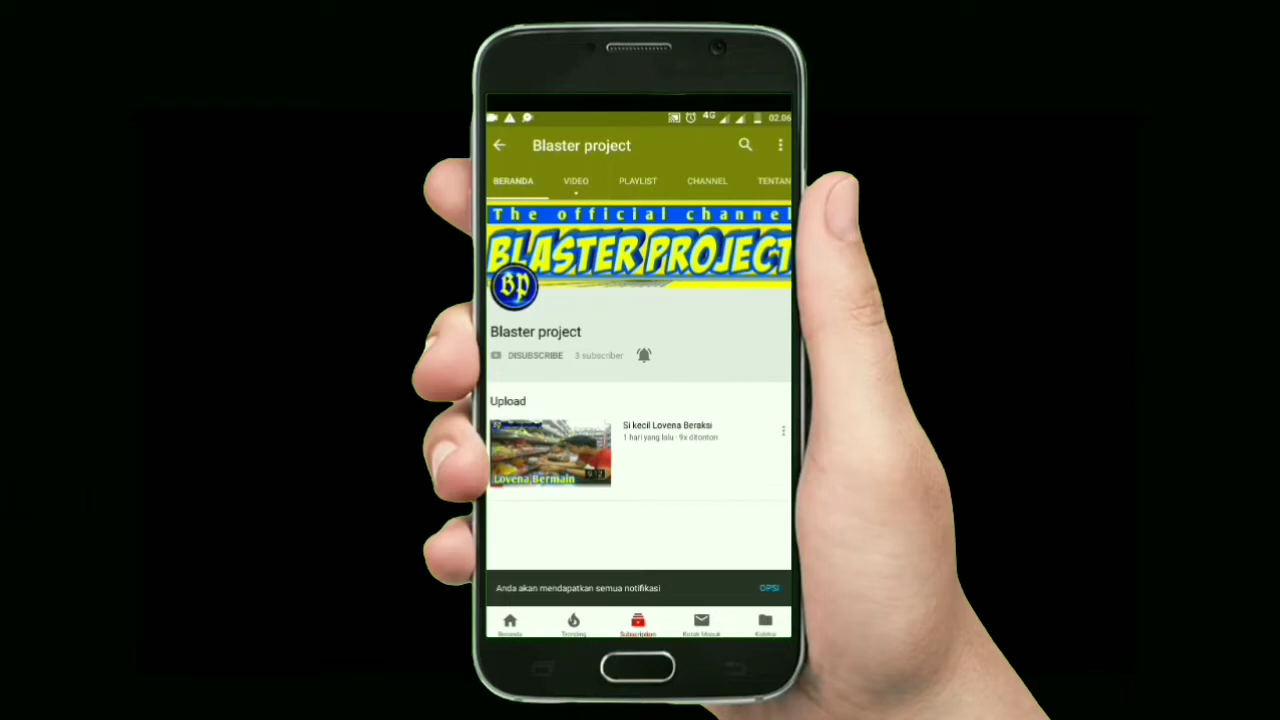 4G 02.06
Blaster project
BERANDA VIDEO PLAYLIST CHANNEL TENTAN
The official channel
BLASTER PROJECT
BP
Blaster project
DISUBSCRIBE 3 subscriber
Upload
Si kecil Lovena Beraksi
1 hari yang lalu · 9x ditonton
Lovena Bermain
Anda akan mendapatkan semua notifikasi OPSI
Beranda Trending Subscription Kotak Masuk Koleksi